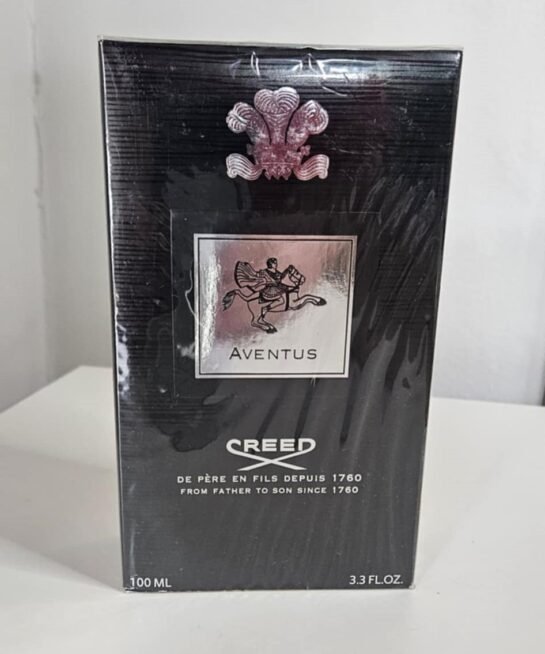 AVENTUS
CREED
DE PÈRE EN FILS DEPUIS 1760
FROM FATHER TO SON SINCE 1760
100 ML 3.3 FL.OZ.